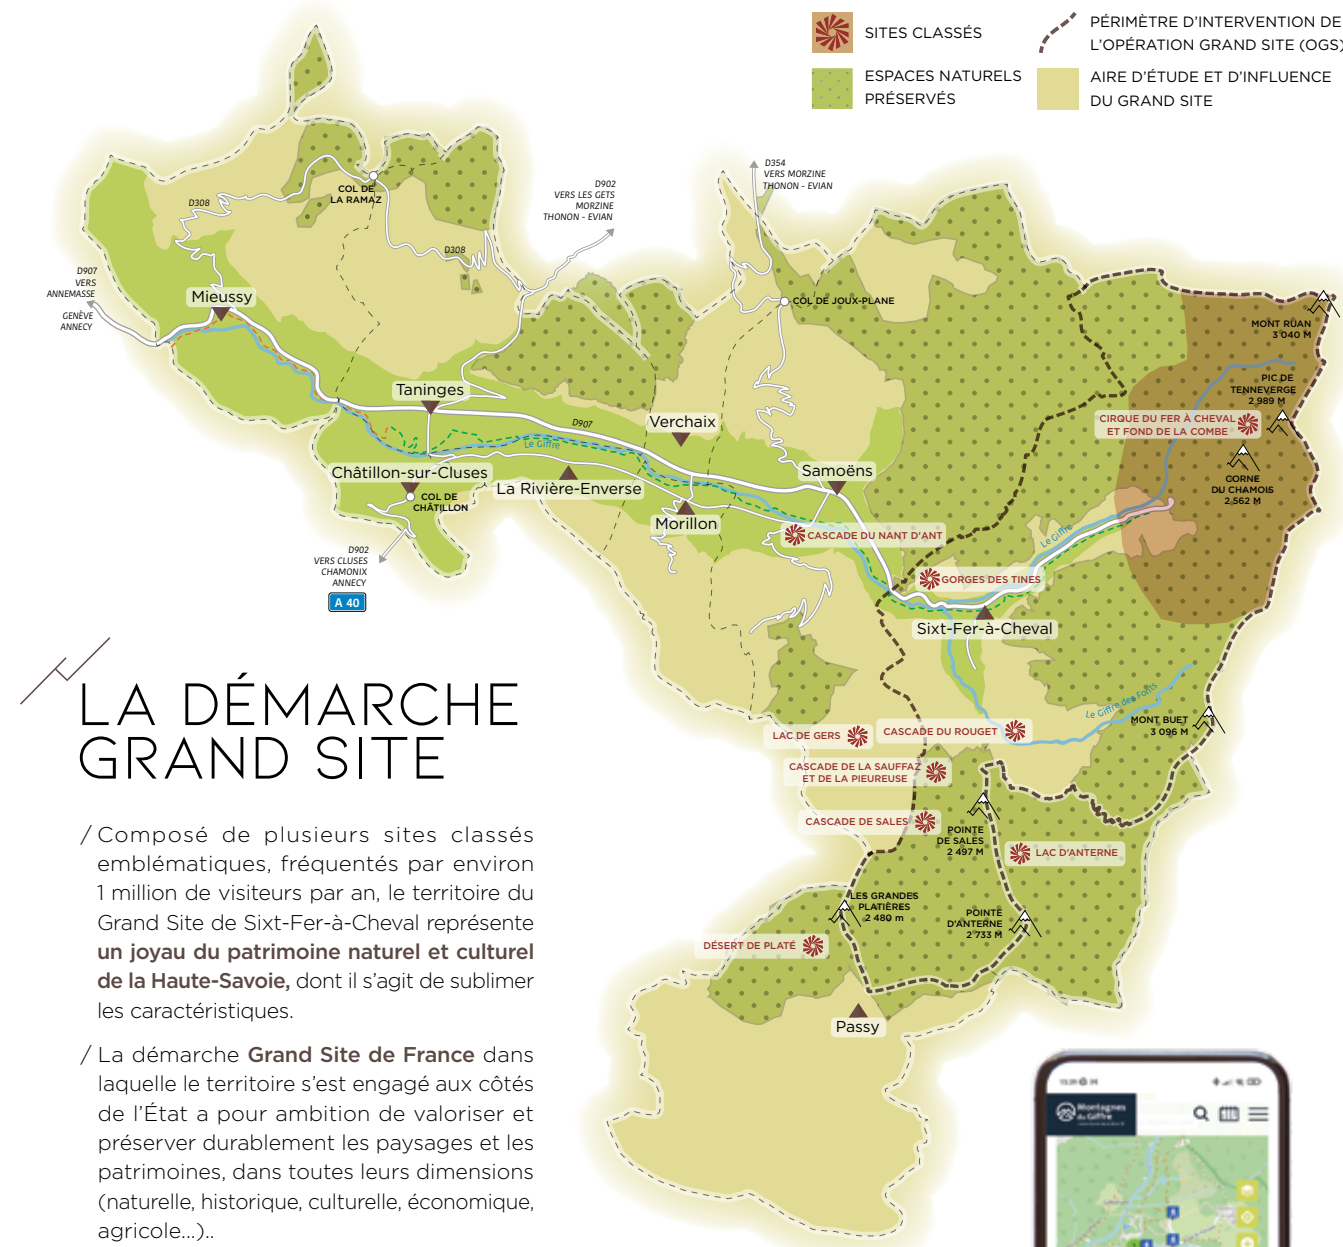 SITES CLASSÉS
ESPACES NATURELS
PRÉSERVÉS
PÉRIMÈTRE D'INTERVENTION DE
L'OPÉRATION GRAND SITE (OGS)
AIRE D'ÉTUDE ET D'INFLUENCE
DU GRAND SITE
D354
VERS MORZINE
THONON - EVIAN
D902
VERS LES GETS
MORZINE
THONON - EVIAN
COL DE
LA RAMAZ
D308
D308
D907
VERS
ANNEMASSE
GENÈVE
ANNECY
Mieussy
COL DE JOUX-PLANE
MONT RUAN
3 040 M
PIC DE
TENNEVERGE
2 989 M
Taninges
D907
Verchaix
CIRQUE DU FER À CHEVAL
ET FOND DE LA COMBE
Le Giffre
CORNE
DU CHAMOIS
2 562 M
Châtillon-sur-Cluses
COL DE
CHÂTILLON
La Rivière-Enverse
Samoëns
Morillon
CASCADE DU NANT D'ANT
Le Giffre
D902
VERS CLUSES
CHAMONIX
ANNECY
A 40
GORGES DES TINES
Sixt-Fer-à-Cheval
Le Giffre des Fonts
MONT BUET
3 096 M
LAC DE GERS
CASCADE DU ROUGET
CASCADE DE LA SAUFFAZ
ET DE LA PIEUREUSE
CASCADE DE SALES
POINTE
DE SALES
2 497 M
LAC D'ANTERNE
LES GRANDES
PLATIÈRES
2 480 m
POINTE
D'ANTERNE
2 733 M
DÉSERT DE PLATÉ
Passy
LA DÉMARCHE
GRAND SITE
/ Composé de plusieurs sites classés
emblématiques, fréquentés par environ
1 million de visiteurs par an, le territoire du
Grand Site de Sixt-Fer-à-Cheval représente
un joyau du patrimoine naturel et culturel
de la Haute-Savoie, dont il s'agit de sublimer
les caractéristiques.
/ La démarche Grand Site de France dans
laquelle le territoire s'est engagé aux côtés
de l'État a pour ambition de valoriser et
préserver durablement les paysages et les
patrimoines, dans toutes leurs dimensions
(naturelle, historique, culturelle, économique,
agricole...)..
Montagnes
du Giffre